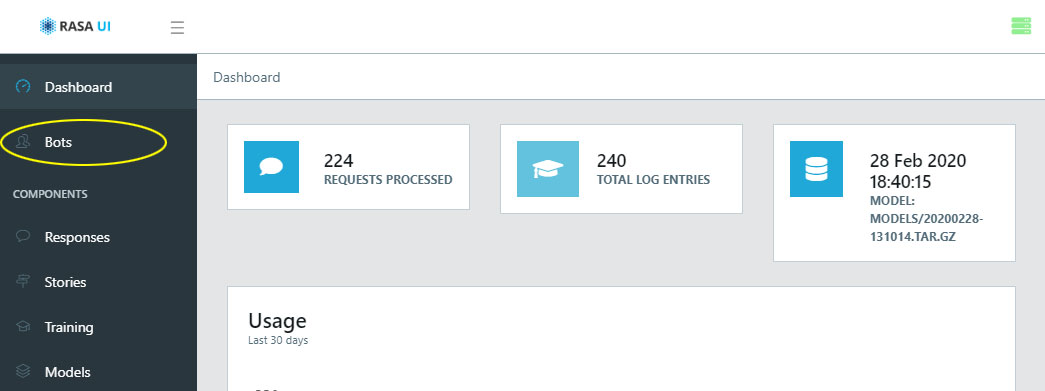 RASA UI
Dashboard
Bots
COMPONENTS
Responses
Stories
Training
Models
Dashboard
224
REQUESTS PROCESSED
240
TOTAL LOG ENTRIES
28 Feb 2020
18:40:15
MODEL:
MODELS/20200228-
131014.TAR.GZ
Usage
Last 30 days